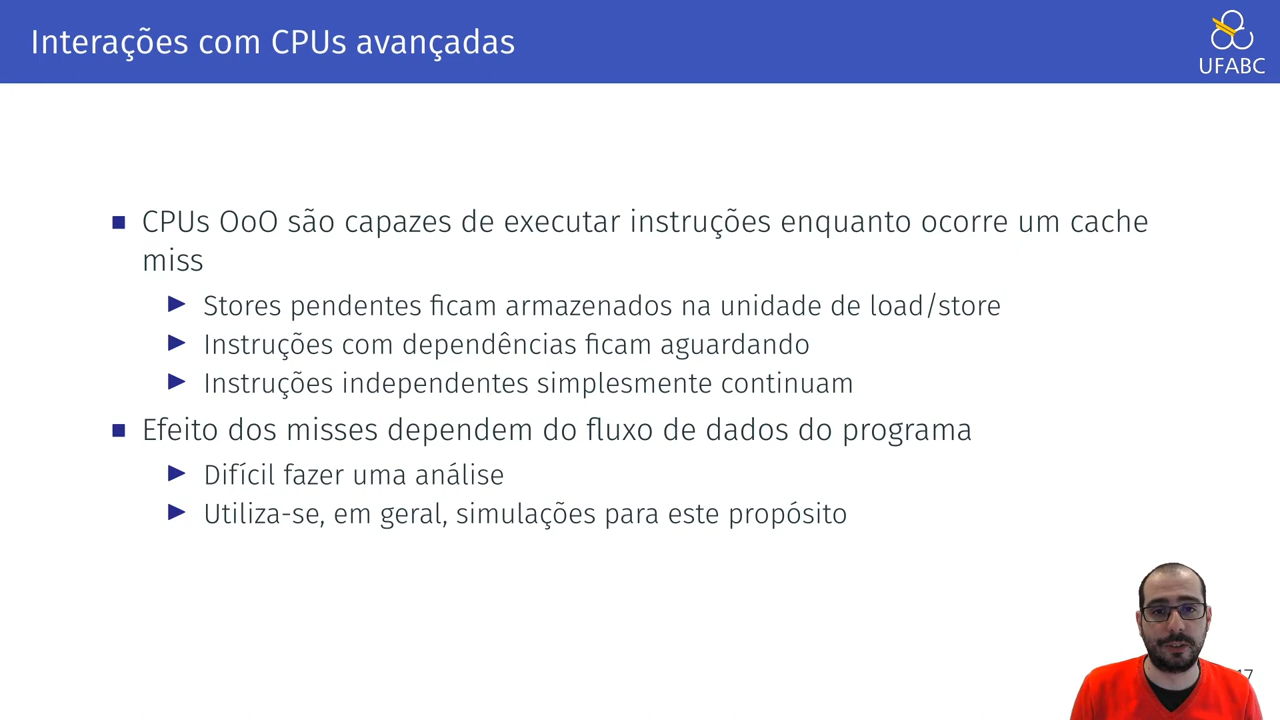 Interações com CPUs avançadas
UFABC
CPUs OoO são capazes de executar instruções enquanto ocorre um cache
miss
Stores pendentes ficam armazenados na unidade de load/store
Instruções com dependências ficam aguardando
Instruções independentes simplesmente continuam
Efeito dos misses dependem do fluxo de dados do programa
Difícil fazer uma análise
Utiliza-se, em geral, simulações para este propósito